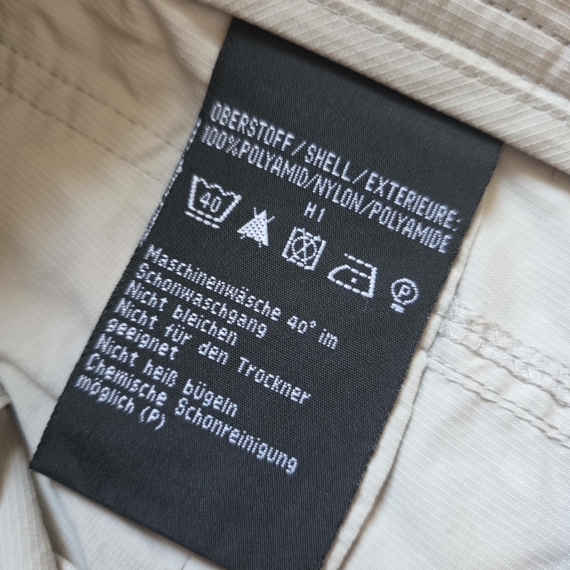 OBERSTOFF/SHELL/EXTERIEURE:
100%POLYAMID/NYLON/POLYAMIDE
H1
40 P
Maschinenwäsche 40° im
Schonwaschgang
Nicht bleichen
Nicht für den Trockner
geeignet
Nicht heiß bügeln
Chemische Schonreinigung
möglich (P)